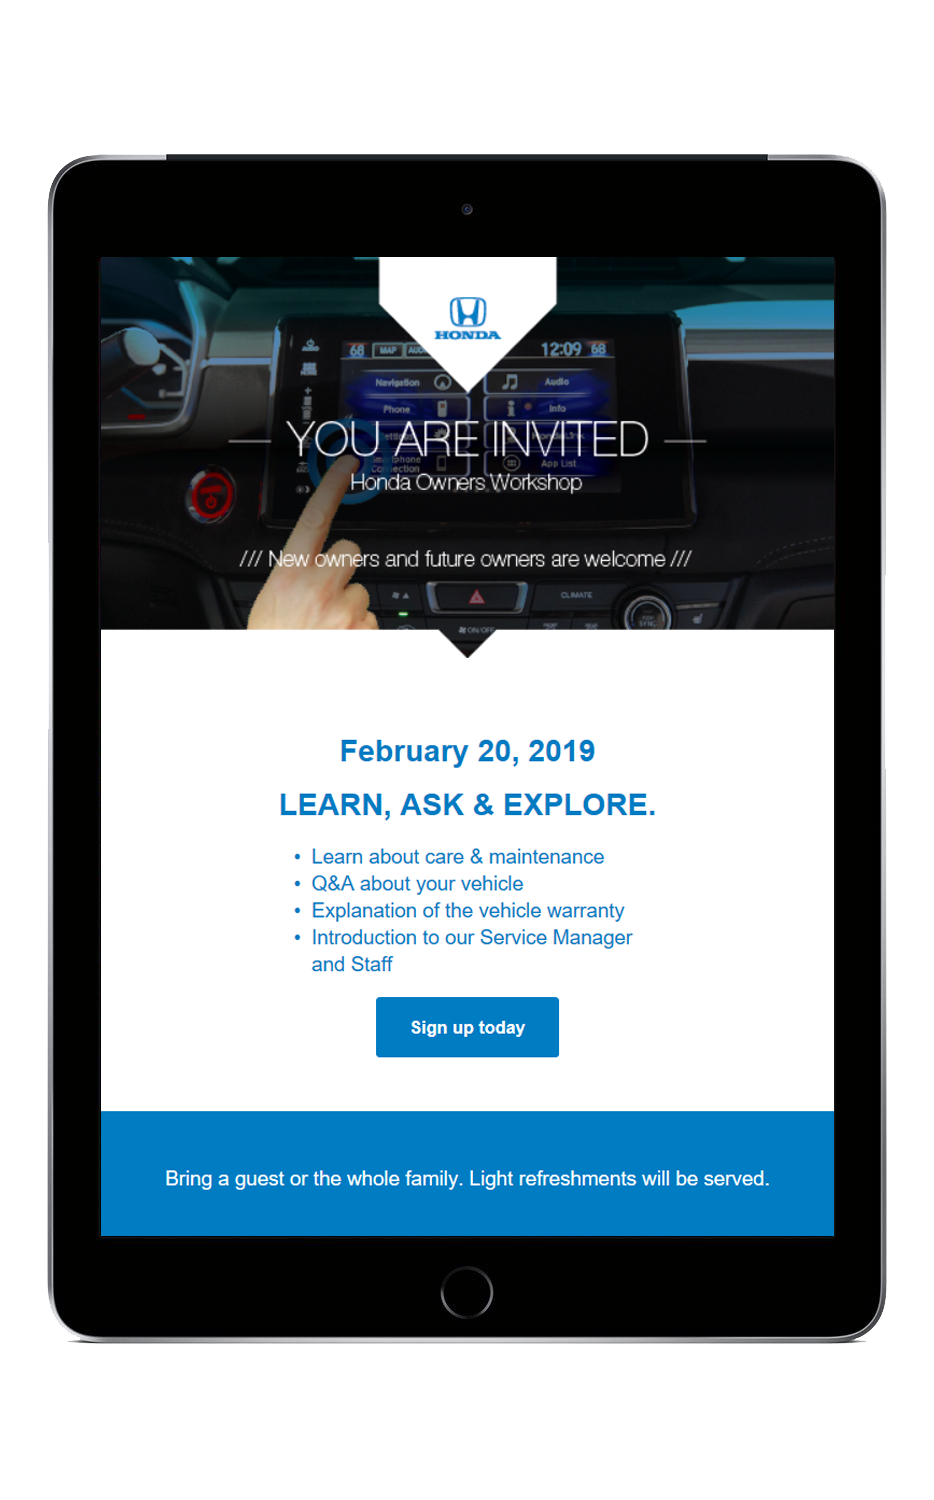 HONDA
68 MAP 12:09 68
Navigation Audio
Phone Info
App List
YOU ARE INVITED
Honda Owners Workshop
/// New owners and future owners are welcome ///
CLIMATE
ON/OFF
SYNC
February 20, 2019
LEARN, ASK & EXPLORE.
• Learn about care & maintenance
• Q&A about your vehicle
• Explanation of the vehicle warranty
• Introduction to our Service Manager
and Staff
Sign up today
Bring a guest or the whole family. Light refreshments will be served.